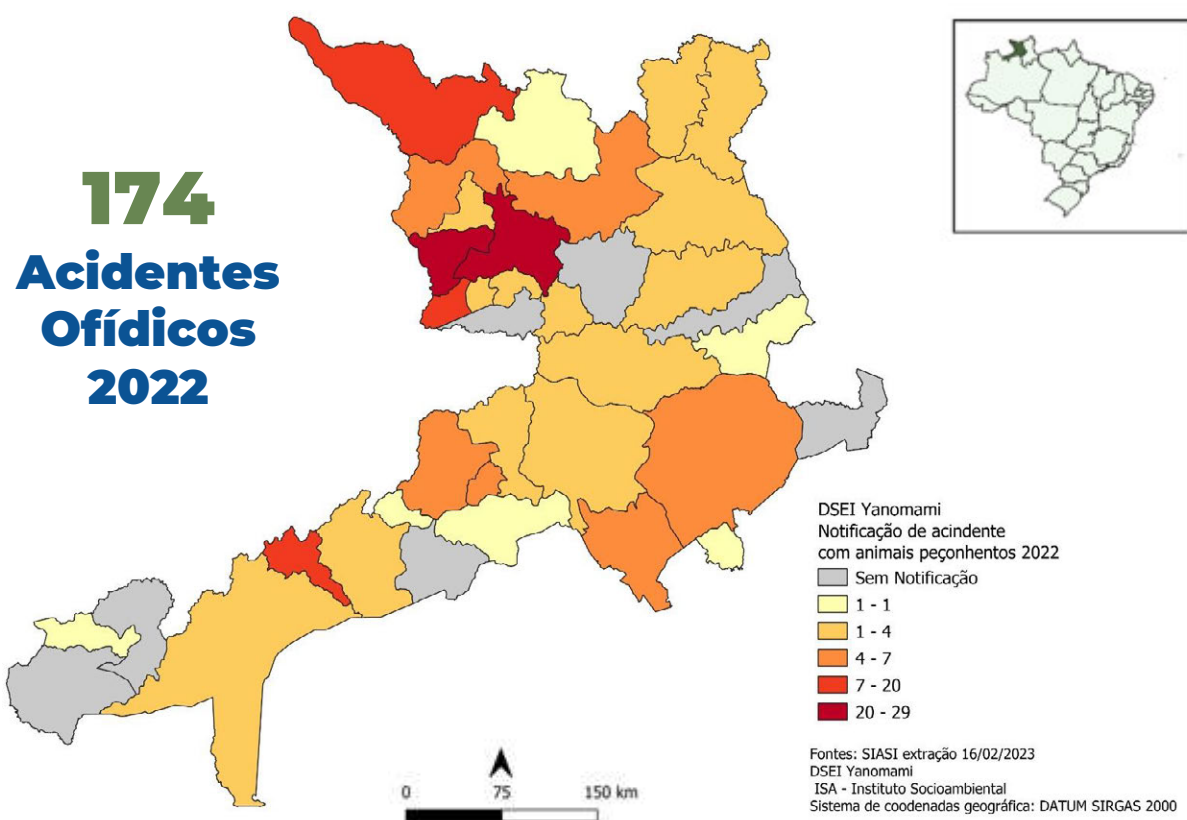 174
Acidentes
Ofídicos
2022
DSEI Yanomami
Notificação de acindente
com animais peçonhentos 2022
Sem Notificação
1 - 1
1 - 4
4 - 7
7 - 20
20 - 29
0 75 150 km
Fontes: SIASI extração 16/02/2023
DSEI Yanomami
ISA - Instituto Socioambiental
Sistema de coodenadas geográfica: DATUM SIRGAS 2000